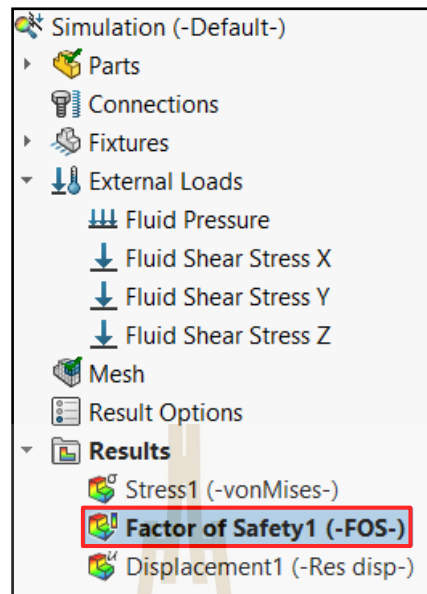 Simulation (-Default-)
Parts
Connections
Fixtures
External Loads
Fluid Pressure
Fluid Shear Stress X
Fluid Shear Stress Y
Fluid Shear Stress Z
Mesh
Result Options
Results
Stress1 (-vonMises-)
Factor of Safety1 (-FOS-)
Displacement1 (-Res disp-)